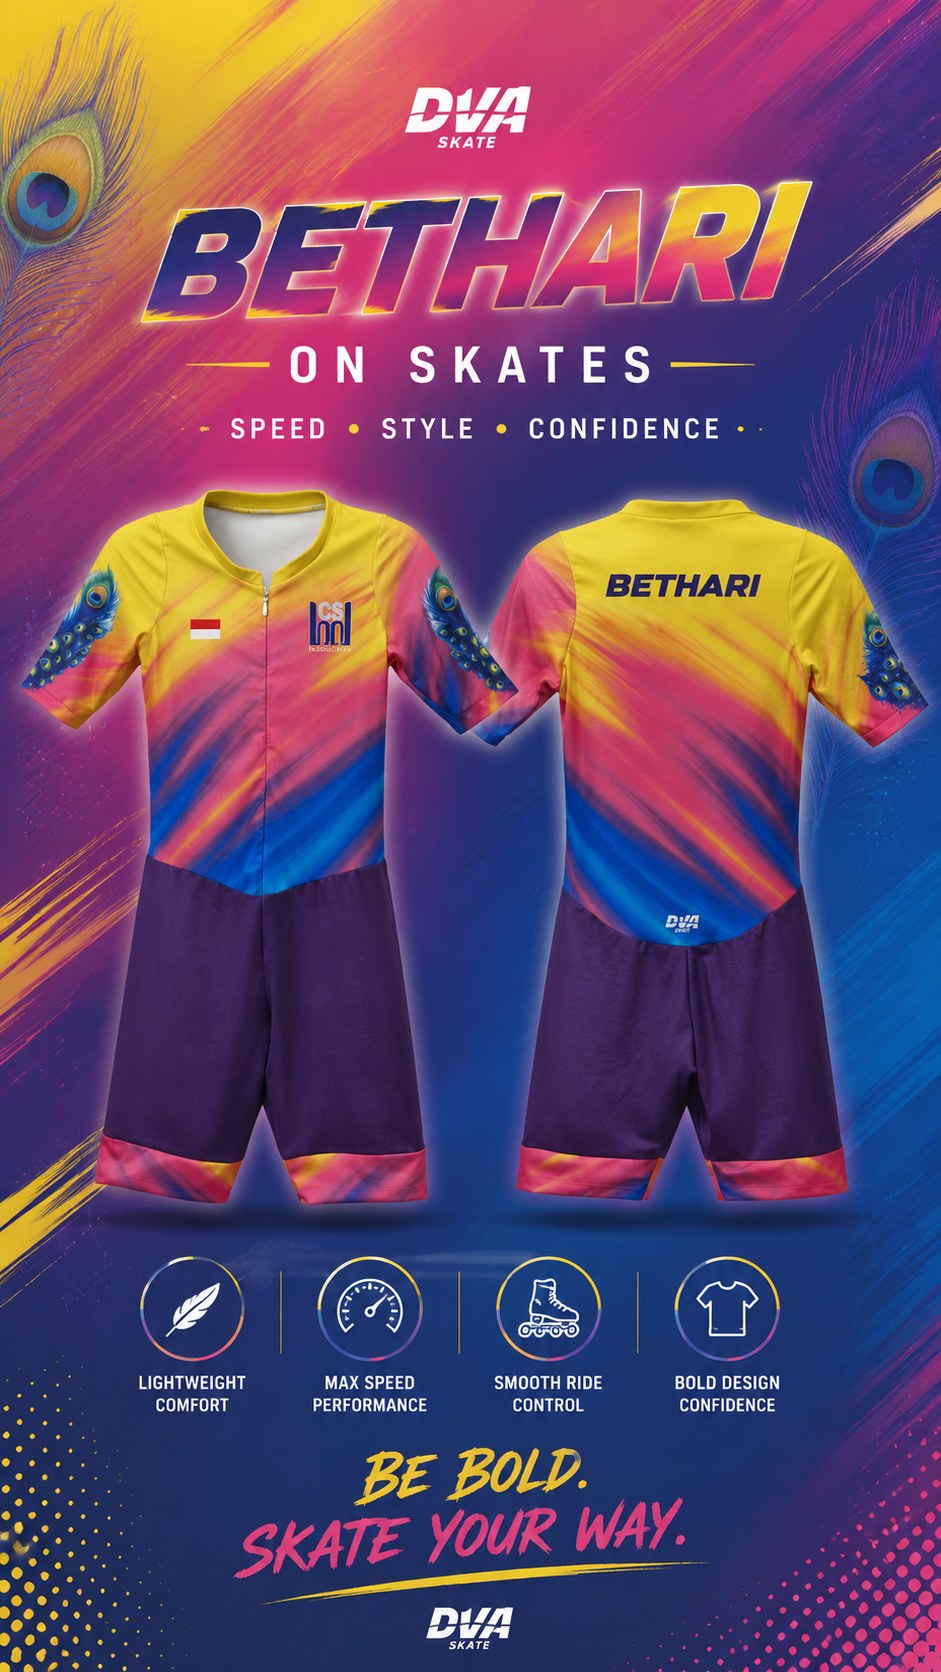 DVA
SKATE
BETHARI
ON SKATES
SPEED • STYLE • CONFIDENCE
CS
BETHARI
DVA
LIGHTWEIGHT
COMFORT
MAX SPEED
PERFORMANCE
SMOOTH RIDE
CONTROL
BOLD DESIGN
CONFIDENCE
BE BOLD.
SKATE YOUR WAY.
DVA
SKATE